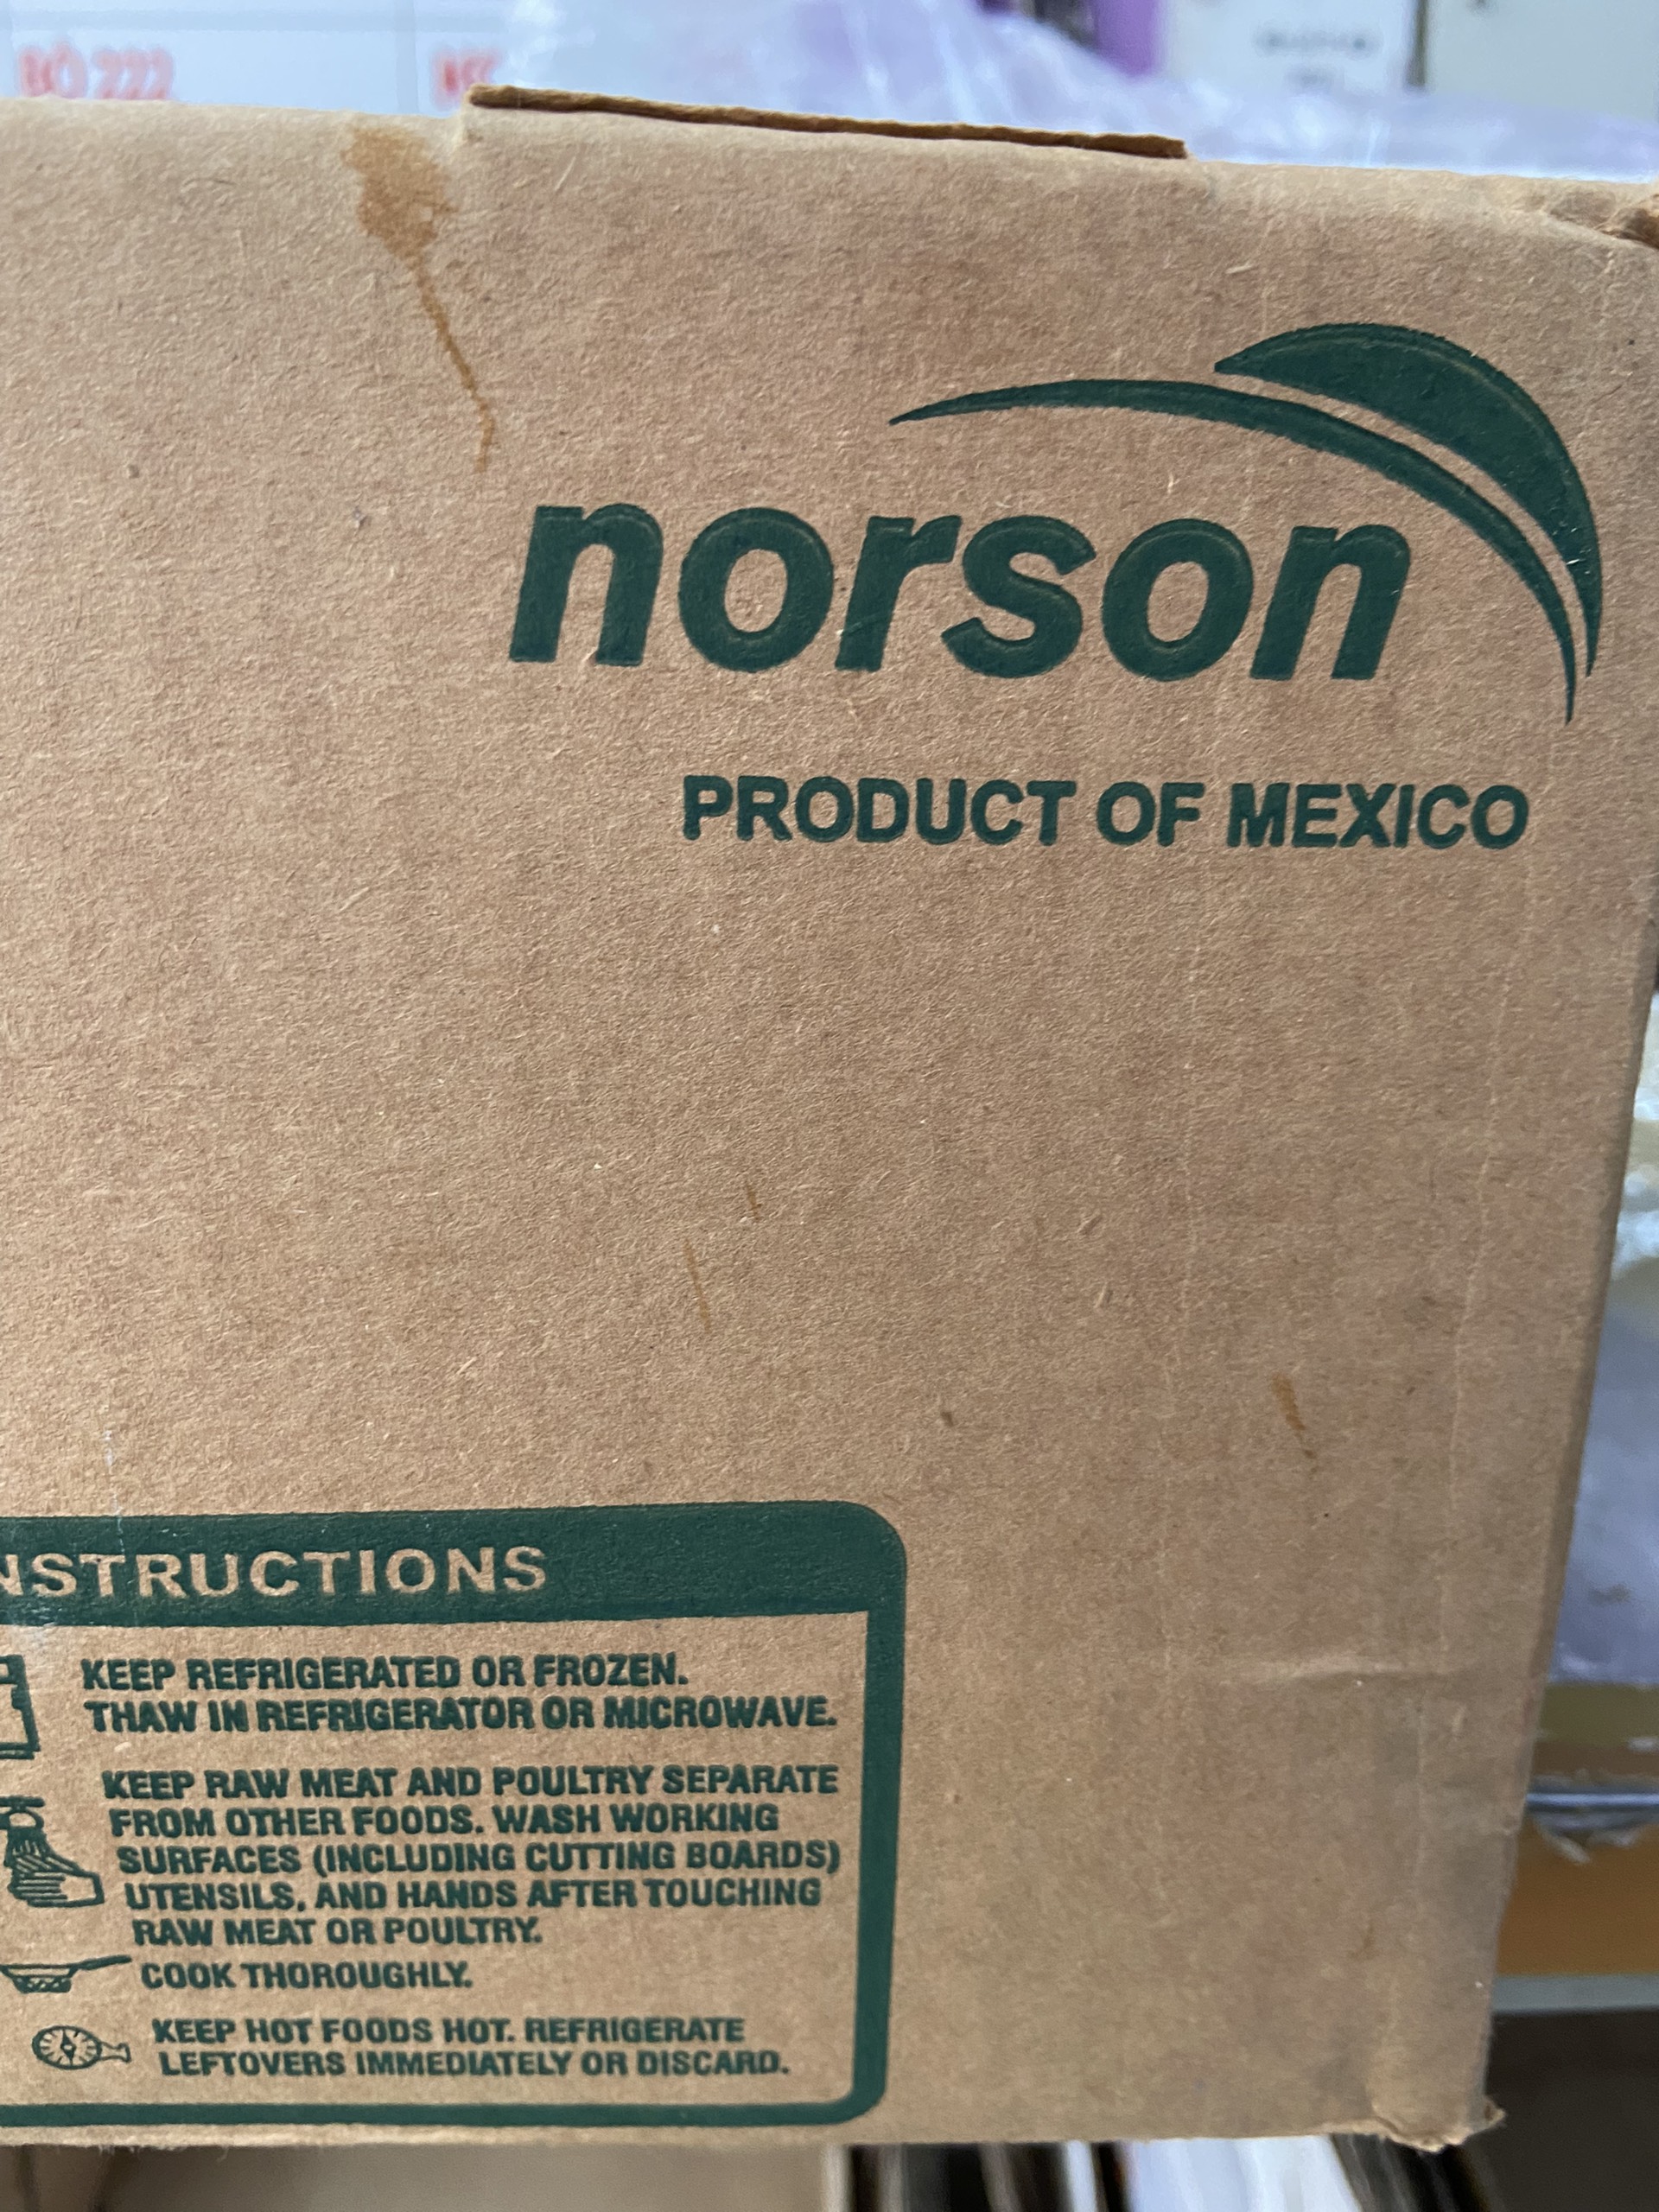 BÒ 222
norson
PRODUCT OF MEXICO
NSTRUCTIONS
KEEP REFRIGERATED OR FROZEN.
THAW IN REFRIGERATOR OR MICROWAVE.
KEEP RAW MEAT AND POULTRY SEPARATE
FROM OTHER FOODS. WASH WORKING
SURFACES (INCLUDING CUTTING BOARDS)
UTENSILS, AND HANDS AFTER TOUCHING
RAW MEAT OR POULTRY.
COOK THOROUGHLY.
KEEP HOT FOODS HOT. REFRIGERATE
LEFTOVERS IMMEDIATELY OR DISCARD.